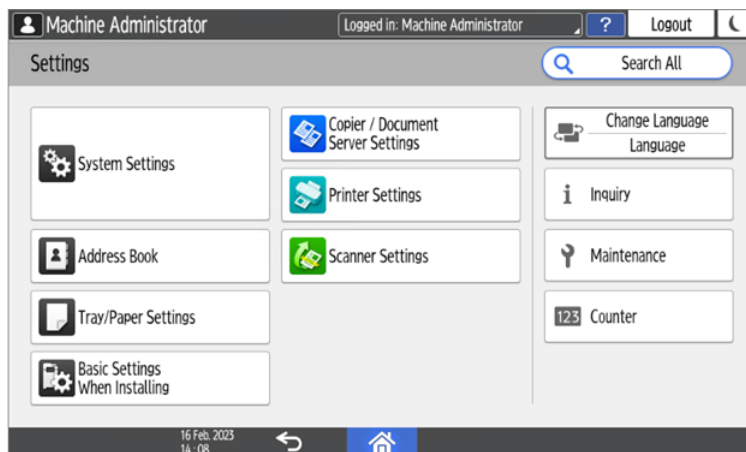 Machine Administrator
Logged in: Machine Administrator
?
Logout
Settings
Search All
System Settings
Copier / Document
Server Settings
Change Language
Language
Printer Settings
Inquiry
Address Book
Scanner Settings
Maintenance
Tray/Paper Settings
123
Counter
Basic Settings
When Installing
16 Feb. 2023
14:08